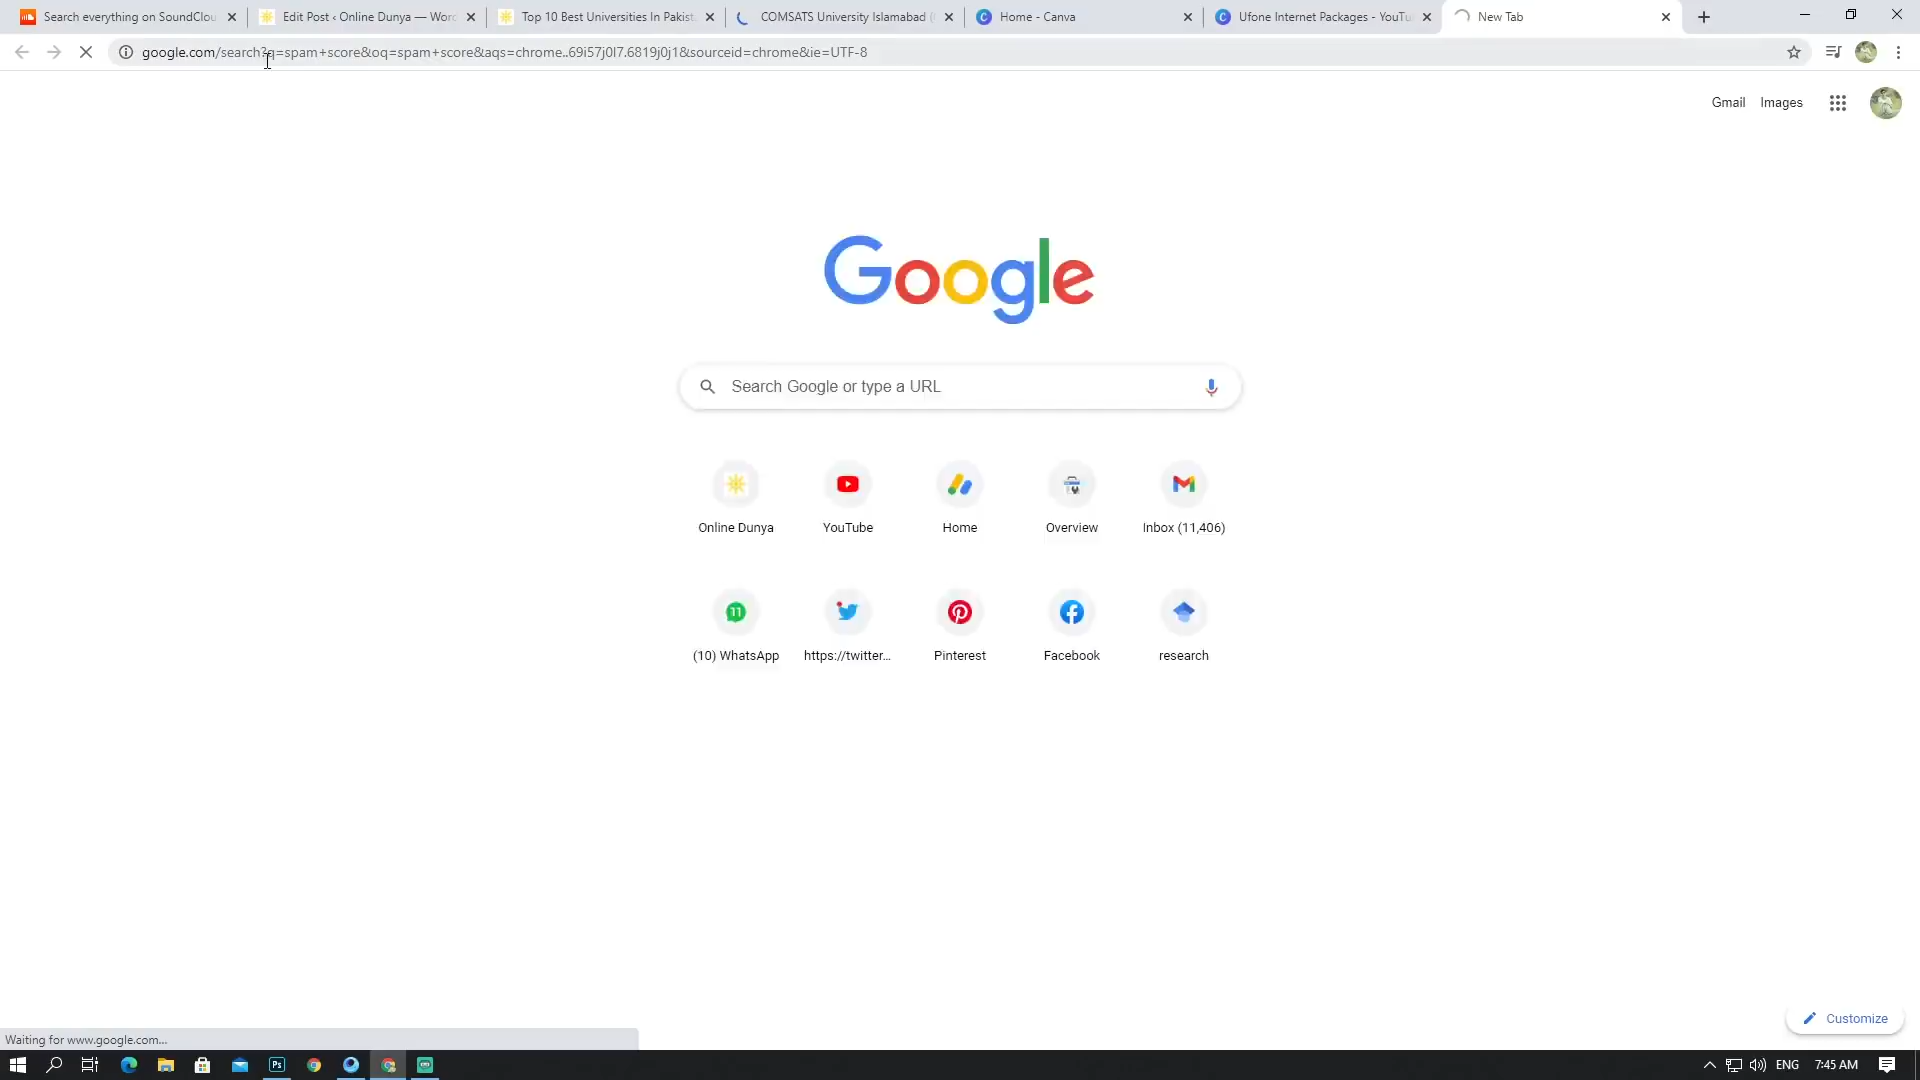 Search everything on SoundClou
Edit Post ‹ Online Dunya — Word
Top 10 Best Universities In Pakist
COMSATS University Islamabad (
Home - Canva
Ufone Internet Packages - YouTu
New Tab
google.com/search?q=spam+score&oq=spam+score&aqs=chrome..69i57j0l7.6819j0j1&sourceid=chrome&ie=UTF-8
Gmail Images
Google
Search Google or type a URL
Online Dunya
YouTube
Home
Overview
Inbox (11,406)
11
(10) WhatsApp
https://twitter...
Pinterest
Facebook
research
Customize
Waiting for www.google.com...
Ps
ENG
7:45 AM